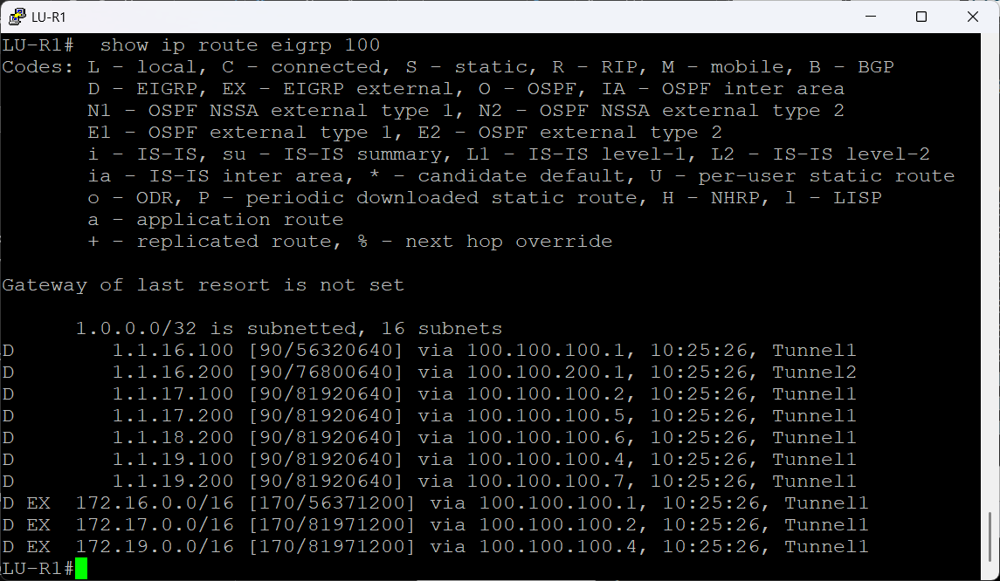 LU-R1
LU-R1#  show ip route eigrp 100
Codes: L - local, C - connected, S - static, R - RIP, M - mobile, B - BGP
       D - EIGRP, EX - EIGRP external, O - OSPF, IA - OSPF inter area
       N1 - OSPF NSSA external type 1, N2 - OSPF NSSA external type 2
       E1 - OSPF external type 1, E2 - OSPF external type 2
       i - IS-IS, su - IS-IS summary, L1 - IS-IS level-1, L2 - IS-IS level-2
       ia - IS-IS inter area, * - candidate default, U - per-user static route
       o - ODR, P - periodic downloaded static route, H - NHRP, l - LISP
       a - application route
       + - replicated route, % - next hop override

Gateway of last resort is not set

      1.0.0.0/32 is subnetted, 16 subnets
D        1.1.16.100 [90/56320640] via 100.100.100.1, 10:25:26, Tunnel1
D        1.1.16.200 [90/76800640] via 100.100.200.1, 10:25:26, Tunnel2
D        1.1.17.100 [90/81920640] via 100.100.100.2, 10:25:26, Tunnel1
D        1.1.17.200 [90/81920640] via 100.100.100.5, 10:25:26, Tunnel1
D        1.1.18.200 [90/81920640] via 100.100.100.6, 10:25:26, Tunnel1
D        1.1.19.100 [90/81920640] via 100.100.100.4, 10:25:26, Tunnel1
D        1.1.19.200 [90/81920640] via 100.100.100.7, 10:25:26, Tunnel1
D EX  172.16.0.0/16 [170/56371200] via 100.100.100.1, 10:25:26, Tunnel1
D EX  172.17.0.0/16 [170/81971200] via 100.100.100.2, 10:25:26, Tunnel1
D EX  172.19.0.0/16 [170/81971200] via 100.100.100.4, 10:25:26, Tunnel1
LU-R1#